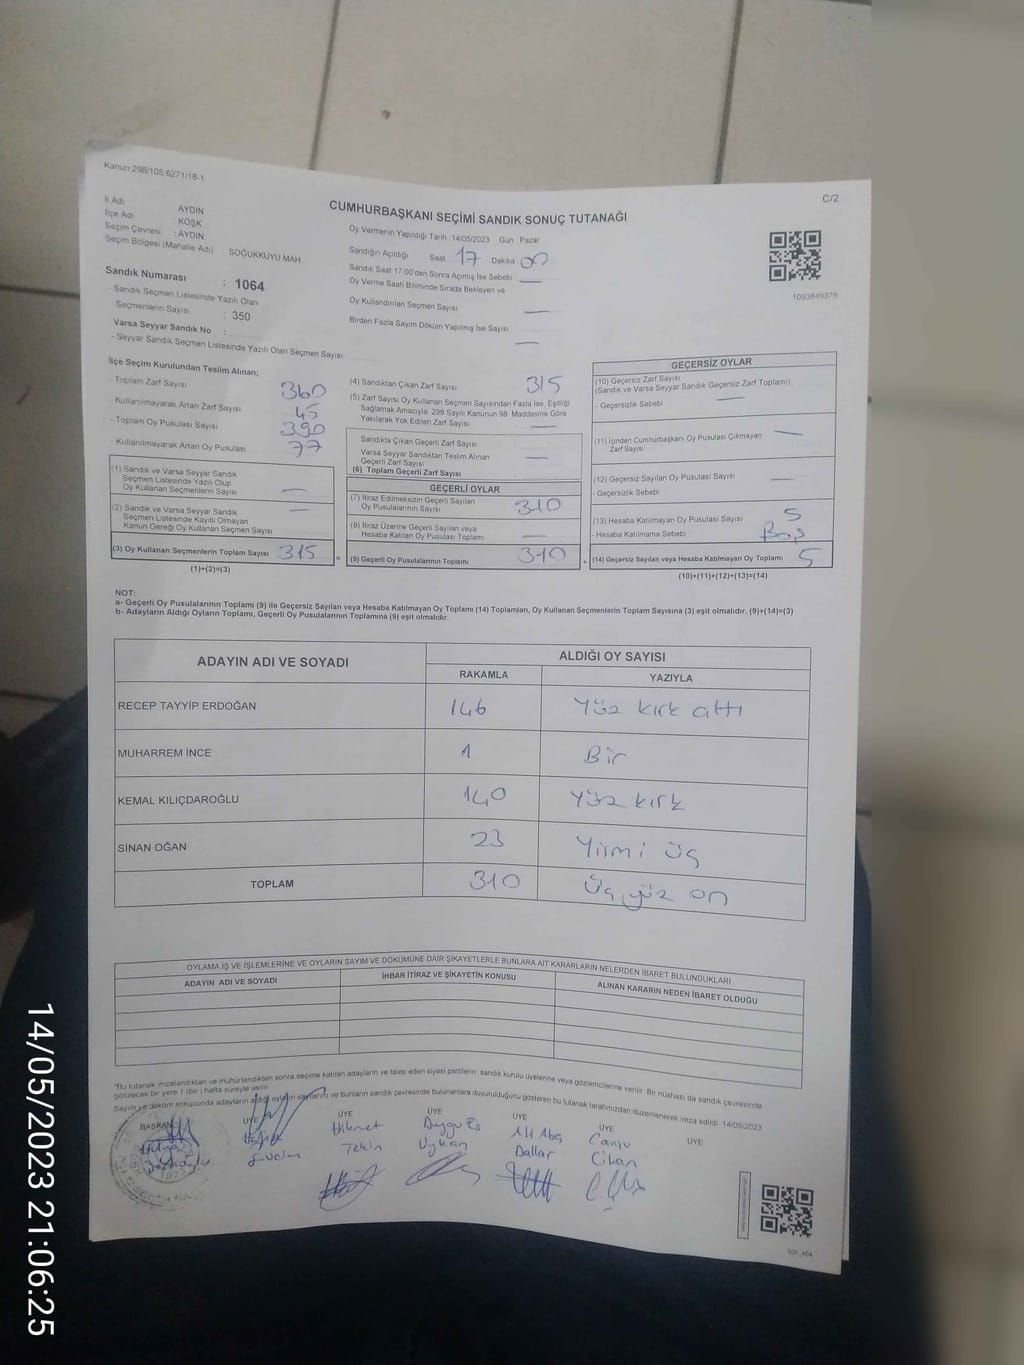 Kanun 298/105,6271/18-1
C/2
CUMHURBAŞKANI SEÇİMİ SANDIK SONUÇ TUTANAĞI
İl Adı AYDIN
İlçe Adı KÖŞK
Seçim Çevresi : AYDIN
Seçim Bölgesi (Mahalle Adı) SOĞUKKUYU MAH
Sandık Numarası : 1064
- Sandık Seçmen Listesinde Yazılı Olan
Seçmenlerin Sayısı : 350
Varsa Seyyar Sandık No :
- Seyyar Sandık Seçmen Listesinde Yazılı Olan Seçmen Sayısı
Oy Vermenin Yapıldığı Tarih 14/05/2023 Gün Pazar
Sandığın Açıldığı Saat 17 Dakika 00
Sandık Saat 17.00'den Sonra Açımış İse Sebebi —
Oy Verme Saati Bitiminde Sırada Bekleyen ve
Oy Kullandırılan Seçmen Sayısı —
Birden Fazla Sayım Döküm Yapılmış İse Sayısı —
1093849378
İlçe Seçim Kurulundan Teslim Alınan;
- Toplam Zarf Sayısı 360
- Kullanılmayarak Artan Zarf Sayısı 45
- Toplam Oy Pusulası Sayısı 390
- Kullanılmayarak Artan Oy Pusulası 77
(1) Sandık ve Varsa Seyyar Sandık
Seçmen Listesinde Yazılı Olup
Oy Kullanan Seçmenlerin Sayısı —
(2) Sandık ve Varsa Seyyar Sandık
Seçmen Listesinde Kayıtlı Olmayan
Kanun Gereği Oy Kullanan Seçmen Sayısı —
(3) Oy Kullanan Seçmenlerin Toplam Sayısı 315 =
(1)+(2)=(3)
(4) Sandıktan Çıkan Zarf Sayısı 315
(5) Zarf Sayısı Oy Kullanan Seçmen Sayısından Fazla İse, Eşitliği
Sağlamak Amacıyla, 298 Sayılı Kanunun 98. Maddesine Göre
Yakılarak Yok Edilen Zarf Sayısı —
Sandıkta Çıkan Geçerli Zarf Sayısı
Varsa Seyyar Sandıktan Teslim Alınan
Geçerli Zarf Sayısı —
(6) Toplam Geçerli Zarf Sayısı
GEÇERLİ OYLAR
(7) İtiraz Edilmeksizin Geçerli Sayılan
Oy Pusulalarının Sayısı 310
(8) İtiraz Üzerine Geçerli Sayılan veya
Hesaba Katılan Oy Pusulası Toplamı —
(9) Geçerli Oy Pusulalarının Toplamı 310 +
GEÇERSİZ OYLAR
(10) Geçersiz Zarf Sayısı
(Sandık ve Varsa Seyyar Sandık Geçersiz Zarf Toplamı)
- Geçersizlik Sebebi —
(11) İçinden Cumhurbaşkanı Oy Pusulası Çıkmayan
Zarf Sayısı —
(12) Geçersiz Sayılan Oy Pusulası Sayısı —
- Geçersizlik Sebebi
(13) Hesaba Katılmayan Oy Pusulası Sayısı 5
- Hesaba Katılmama Sebebi Boş
(14) Geçersiz Sayılan veya Hesaba Katılmayan Oy Toplamı 5
(10)+(11)+(12)+(13)=(14)
NOT:
a- Geçerli Oy Pusulalarının Toplamı (9) ile Geçersiz Sayılan veya Hesaba Katılmayan Oy Toplamı (14) Toplamları, Oy Kullanan Seçmenlerin Toplam Sayısına (3) eşit olmalıdır. (9)+(14)=(3)
b- Adayların Aldığı Oyların Toplamı, Geçerli Oy Pusulalarının Toplamına (9) eşit olmalıdır.
ADAYIN ADI VE SOYADI ALDIĞI OY SAYISI
RAKAMLA YAZIYLA
RECEP TAYYİP ERDOĞAN 146 Yüz kırk altı
MUHARREM İNCE 1 Bir
KEMAL KILIÇDAROĞLU 140 Yüz kırk
SİNAN OĞAN 23 Yirmi üç
TOPLAM 310 Üç yüz on
OYLAMA İŞ VE İŞLEMLERİNE VE OYLARIN SAYIM VE DÖKÜMÜNE DAİR ŞİKAYETLERLE BUNLARA AİT KARARLARIN NELERDEN İBARET BULUNDUKLARI
ADAYIN ADI VE SOYADI İHBAR İTİRAZ VE ŞİKAYETİN KONUSU ALINAN KARARIN NEDEN İBARET OLDUĞU
"Bu tutanak imzalandıktan ve mühürlendikten sonra seçime katılan adayların ve talep eden siyasi partilerin sandık kurulu üyelerine veya gözlemcilerine verilir. Bir nüshası da sandık çevresinde
görülecek bir yere 1 (bir) hafta süreyle asılır.
Sayım ve döküm sonucunda adayların aldığı oyların sayılarını ve bunların sandık çevresinde bulunanlara duyurulduğunu gösteren bu tutanak tarafımızdan düzenlenerek imza edildi. 14/05/2023
BAŞKAN ÜYE ÜYE ÜYE ÜYE ÜYE ÜYE
Hikmet Duygu Es Ali Aba Cansu
Tekin Uykan Dallar Cihan
14/05/2023 21:06:25